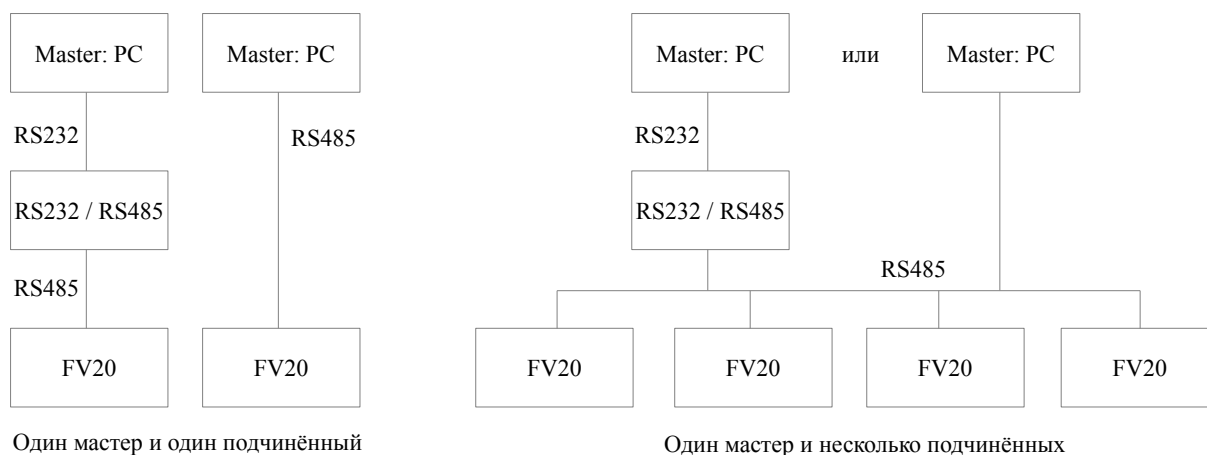 Master: PC
Master: PC
Master: PC
или
Master: PC
RS232
RS485
RS232
RS232 / RS485
RS232 / RS485
RS485
RS485
FV20
FV20
FV20
FV20
FV20
FV20
Один мастер и один подчинённый
Один мастер и несколько подчинённых